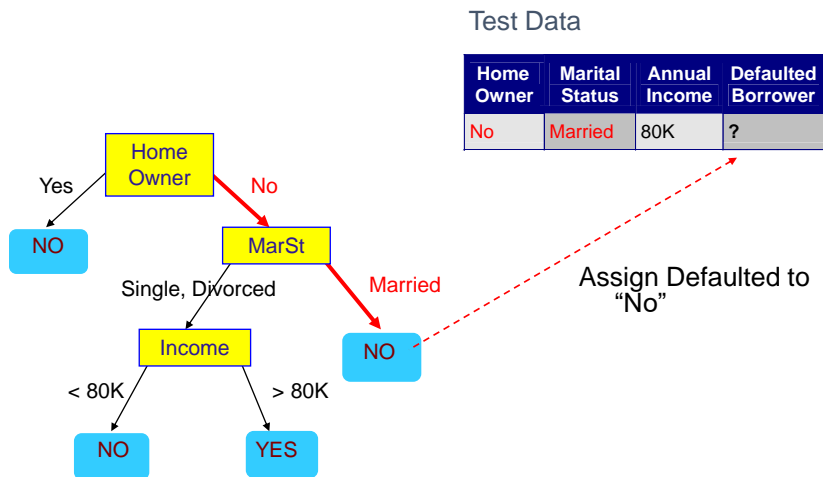 Test Data
Home Owner | Marital Status | Annual Income | Defaulted Borrower
No | Married | 80K | ?
Home
Owner
Yes
No
NO
MarSt
Single, Divorced
Married
Assign Defaulted to
“No”
Income
NO
< 80K
> 80K
NO
YES